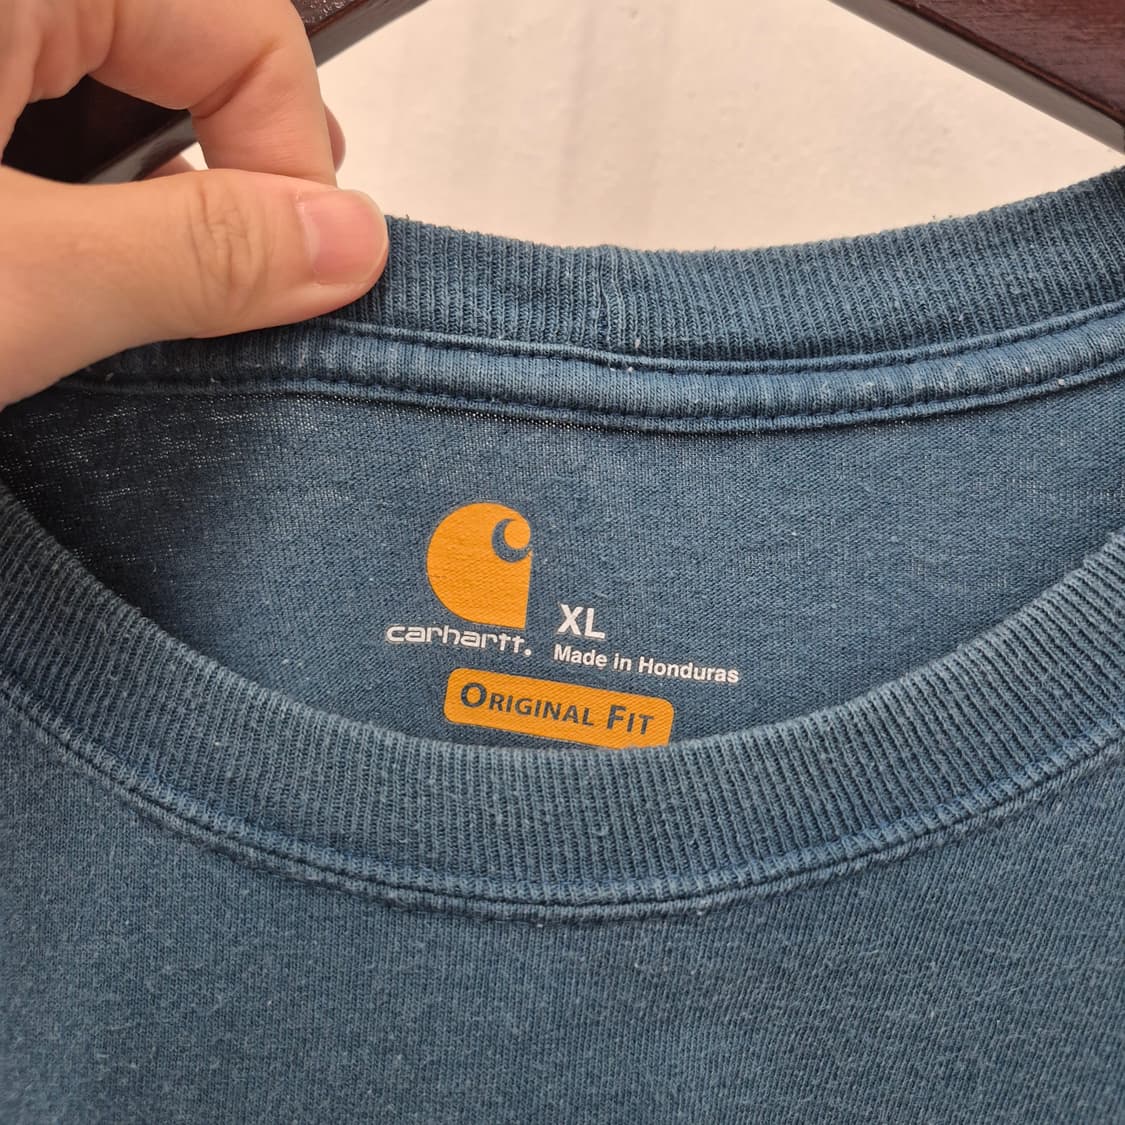 carhartt.
XL
Made in Honduras
ORIGINAL FIT